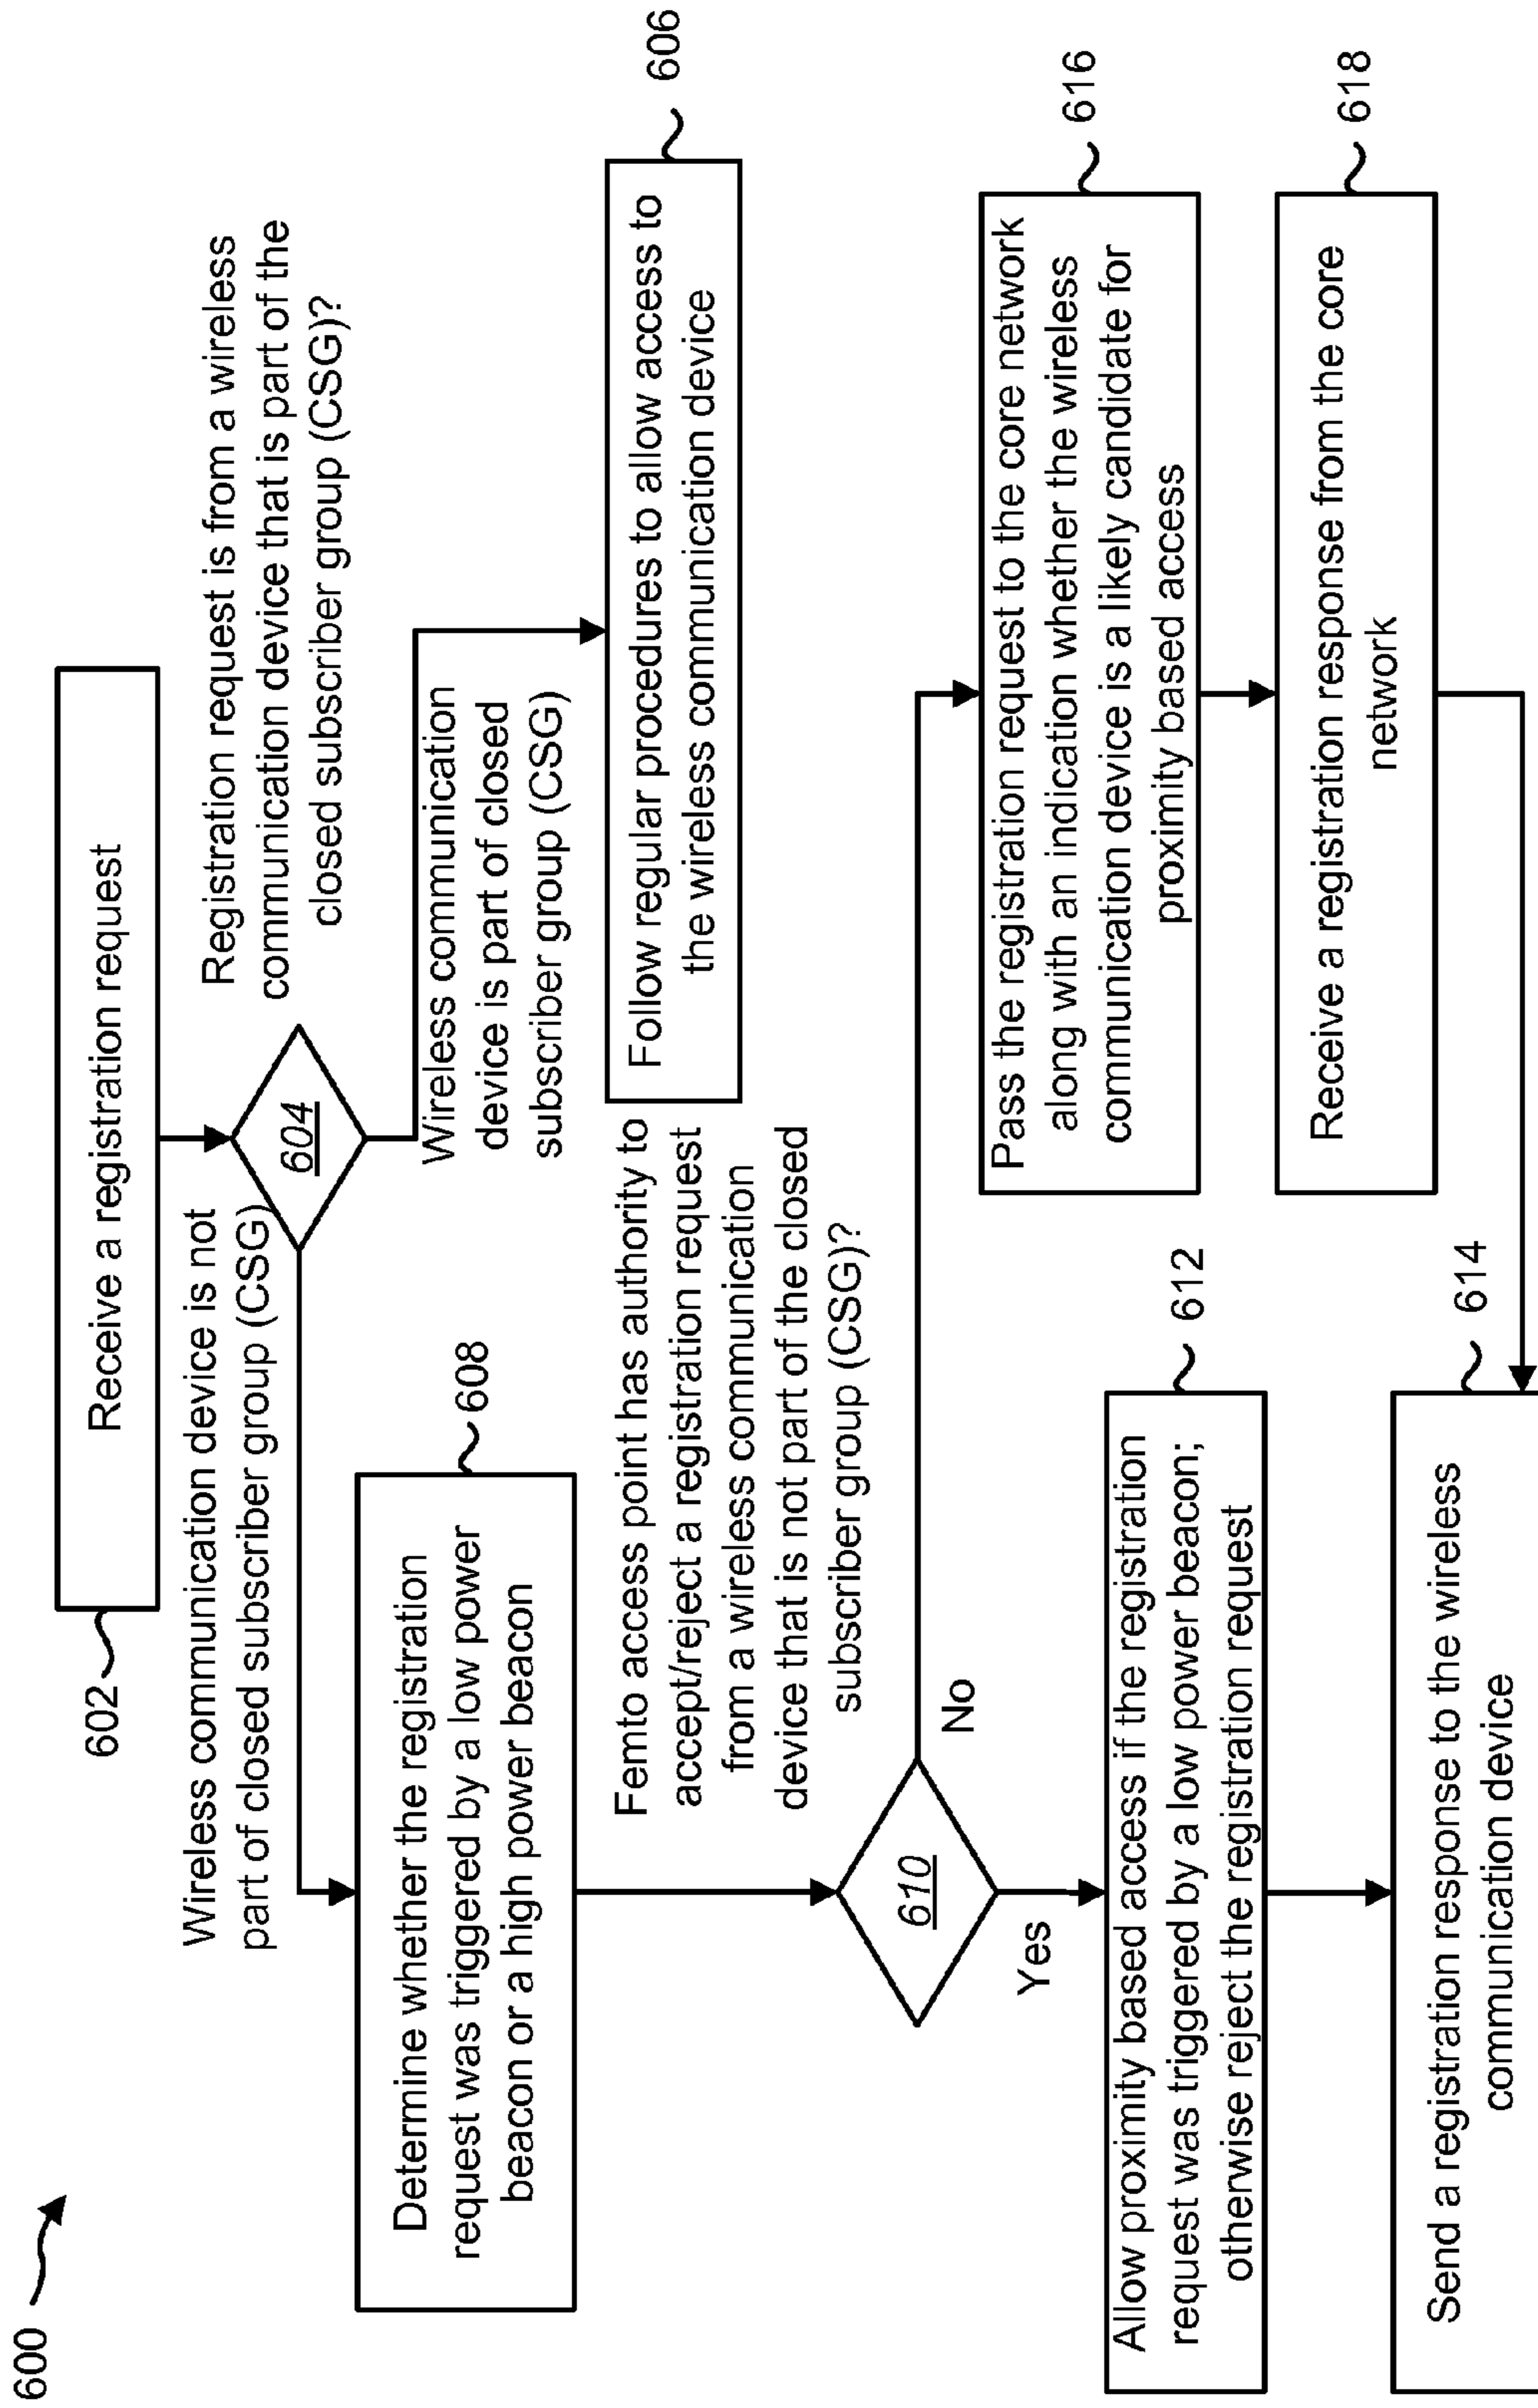 600
602
Receive a registration request
Registration request is from a wireless
communication device that is part of the
closed subscriber group (CSG)?
604
Wireless communication device is not
part of closed subscriber group (CSG)
Wireless communication
device is part of closed
subscriber group (CSG)
606
Follow regular procedures to allow access to
the wireless communication device
608
Determine whether the registration
request was triggered by a low power
beacon or a high power beacon
Femto access point has authority to
accept/reject a registration request
from a wireless communication
device that is not part of the closed
subscriber group (CSG)?
610
No
Yes
612
Allow proximity based access if the registration
request was triggered by a low power beacon;
otherwise reject the registration request
616
Pass the registration request to the core network
along with an indication whether the wireless
communication device is a likely candidate for
proximity based access
618
Receive a registration response from the core
network
614
Send a registration response to the wireless
communication device